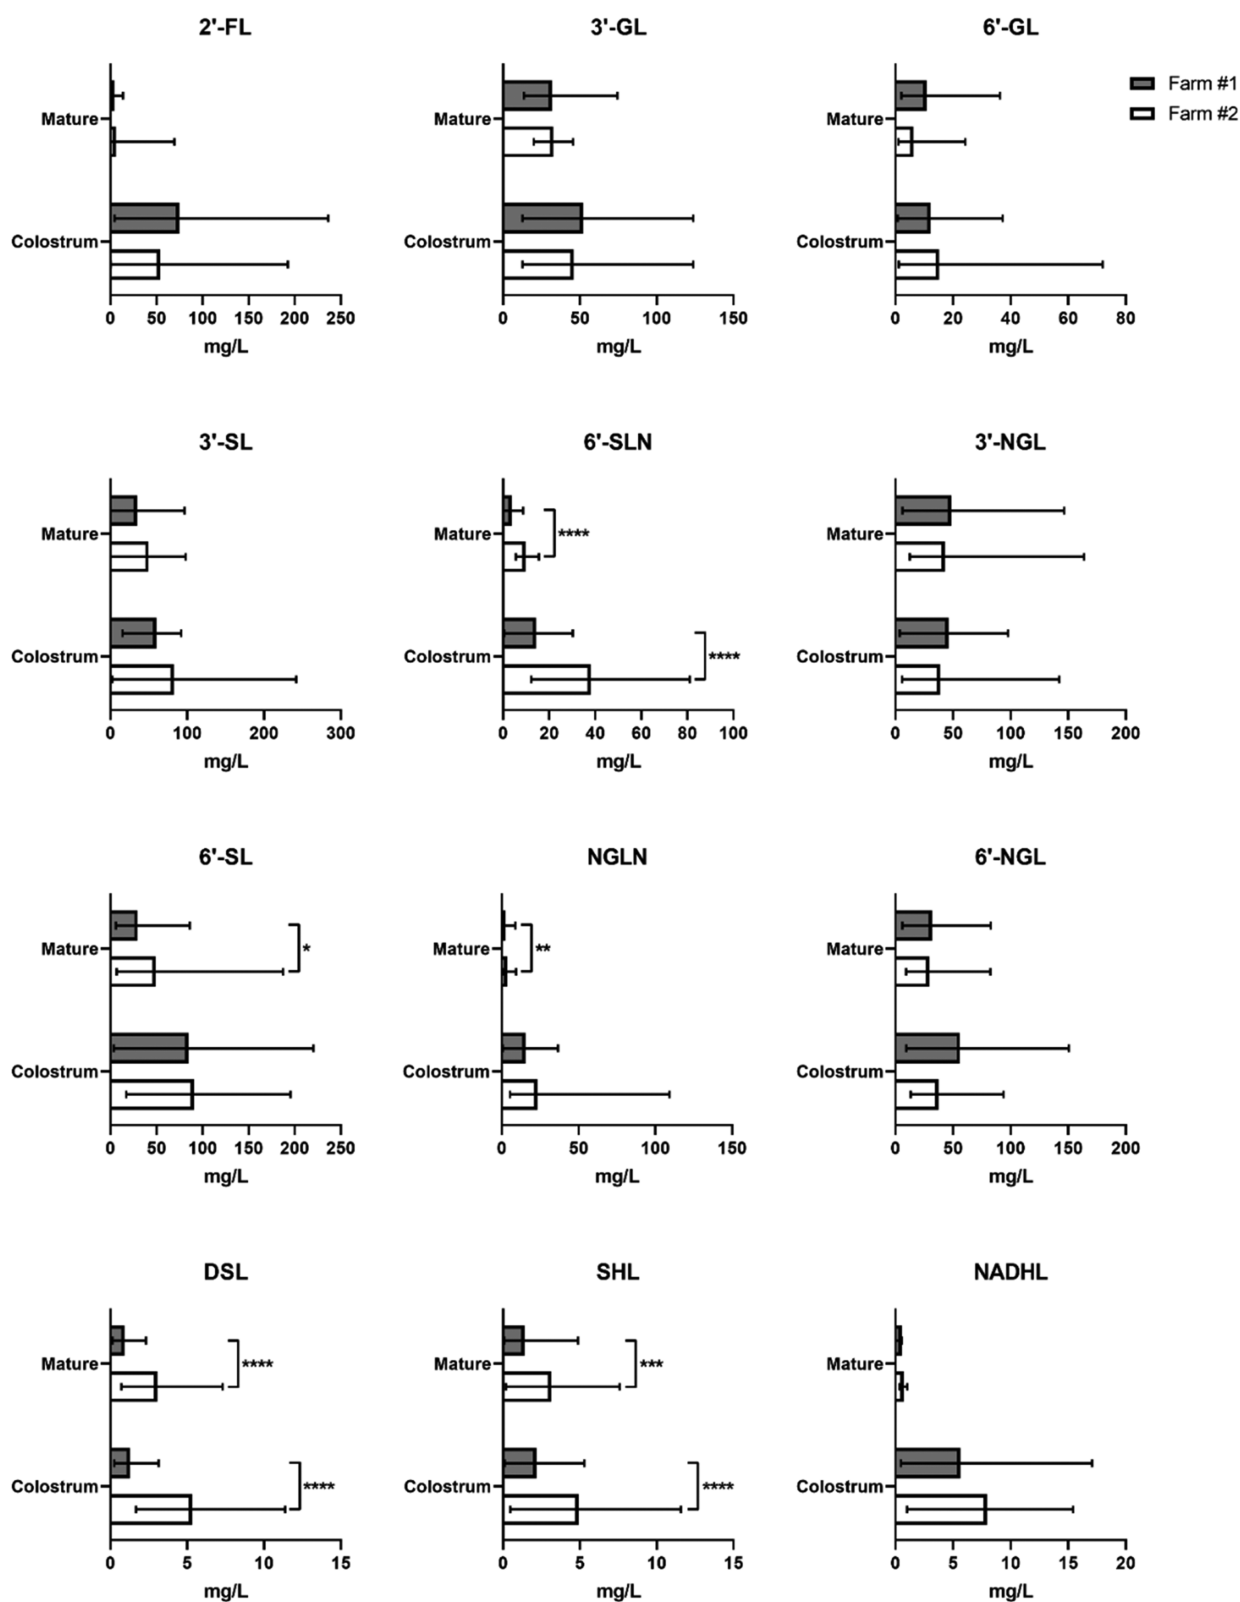 2'-FL
3'-GL
6'-GL
Farm #1
Farm #2
Mature
Colostrum
0 50 100 150 200 250
mg/L
Mature
Colostrum
0 50 100 150
mg/L
Mature
Colostrum
0 20 40 60 80
mg/L
3'-SL
6'-SLN
3'-NGL
Mature
Colostrum
0 100 200 300
mg/L
Mature
****
Colostrum
****
0 20 40 60 80 100
mg/L
Mature
Colostrum
0 50 100 150 200
mg/L
6'-SL
NGLN
6'-NGL
Mature
*
Colostrum
0 50 100 150 200 250
mg/L
Mature
**
Colostrum
0 50 100 150
mg/L
Mature
Colostrum
0 50 100 150 200
mg/L
DSL
SHL
NADHL
Mature
****
Colostrum
****
0 5 10 15
mg/L
Mature
***
Colostrum
****
0 5 10 15
mg/L
Mature
Colostrum
0 5 10 15 20
mg/L